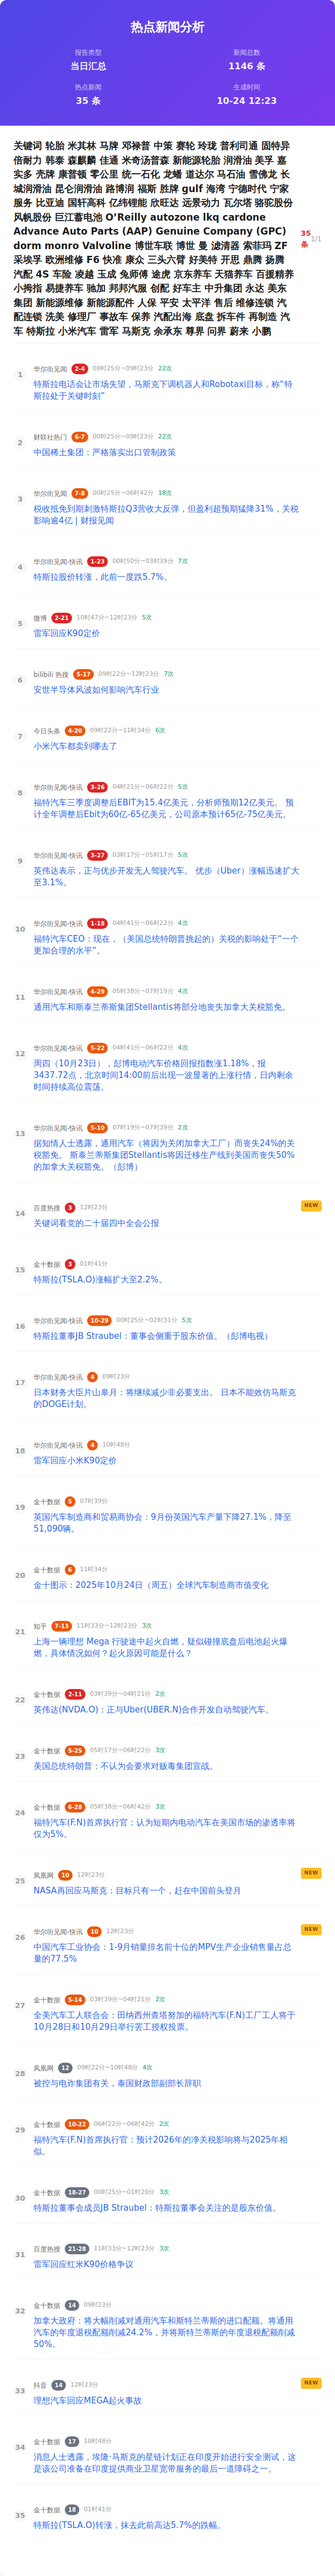 热点新闻分析
报告类型
当日汇总
新闻总数
1146 条
热点新闻
35 条
生成时间
10-24 12:23
关键词 轮胎 米其林 马牌 邓禄普 中策 赛轮 玲珑 普利司通 固特异
倍耐力 韩泰 森麒麟 佳通 米奇汤普森 新能源轮胎 润滑油 美孚 嘉
实多 壳牌 康普顿 零公里 统一石化 龙蟠 道达尔 马石油 雪佛龙 长
城润滑油 昆仑润滑油 路博润 福斯 胜牌 gulf 海湾 宁德时代 宁家
服务 比亚迪 国轩高科 亿纬锂能 欣旺达 远景动力 瓦尔塔 骆驼股份
风帆股份 巨江蓄电池 O’Reilly autozone lkq cardone
Advance Auto Parts (AAP) Genuine Company (GPC)
dorm monro Valvoline 博世车联 博世 曼 滤清器 索菲玛 ZF
采埃孚 欧洲维修 F6 快准 康众 三头六臂 好美特 开思 鼎腾 扬腾
汽配 4S 车险 凌越 玉成 兔师傅 途虎 京东养车 天猫养车 百援精养
小拇指 易捷养车 驰加 邦邦汽服 创配 好车主 中升集团 永达 美东
集团 新能源维修 新能源配件 人保 平安 太平洋 售后 维修连锁 汽
配连锁 洗美 修理厂 事故车 保养 汽配出海 底盘 拆车件 再制造 汽
车 特斯拉 小米汽车 雷军 马斯克 余承东 尊界 问界 蔚来 小鹏
35
条
1/1
1
华尔街见闻 2-4 00时25分~09时23分 22次
特斯拉电话会让市场失望，马斯克下调机器人和Robotaxi目标，称“特
斯拉处于关键时刻”
2
财联社热门 6-7 00时25分~09时23分 22次
中国稀土集团：严格落实出口管制政策
3
华尔街见闻 7-8 00时25分~06时42分 18次
税收抵免到期刺激特斯拉Q3营收大反弹，但盈利超预期猛降31%，关税
影响逾4亿 | 财报见闻
4
华尔街见闻-快讯 1-23 00时50分~03时39分 7次
特斯拉股价转涨，此前一度跌5.7%。
5
微博 2-21 10时47分~12时23分 5次
雷军回应K90定价
6
bilibili 热搜 5-17 09时22分~12时23分 7次
安世半导体风波如何影响汽车行业
7
今日头条 4-20 09时22分~11时34分 6次
小米汽车都卖到哪去了
8
华尔街见闻-快讯 3-26 04时21分~06时22分 5次
福特汽车三季度调整后EBIT为15.4亿美元，分析师预期12亿美元。 预
计全年调整后Ebit为60亿-65亿美元，公司原本预计65亿-75亿美元。
9
华尔街见闻-快讯 3-27 03时17分~05时17分 5次
英伟达表示，正与优步开发无人驾驶汽车。 优步（Uber）涨幅迅速扩大
至3.1%。
10
华尔街见闻-快讯 1-18 04时41分~06时22分 4次
福特汽车CEO：现在，（美国总统特朗普挑起的）关税的影响处于“一个
更加合理的水平”。
11
华尔街见闻-快讯 4-29 05时38分~07时19分 4次
通用汽车和斯泰兰蒂斯集团Stellantis将部分地丧失加拿大关税豁免。
12
华尔街见闻-快讯 5-22 04时41分~06时22分 4次
周四（10月23日），彭博电动汽车价格回报指数涨1.18%，报
3437.72点，北京时间14:00前后出现一波显著的上涨行情，日内剩余
时间持续高位震荡。
13
华尔街见闻-快讯 5-10 07时19分~07时39分 2次
据知情人士透露，通用汽车（将因为关闭加拿大工厂）而丧失24%的关
税豁免。 斯泰兰蒂斯集团Stellantis将因迁移生产线到美国而丧失50%
的加拿大关税豁免。（彭博）
14
百度热搜 3 12时23分
NEW
关键词看党的二十届四中全会公报
15
金十数据 3 01时41分
特斯拉(TSLA.O)涨幅扩大至2.2%。
16
华尔街见闻-快讯 10-29 00时25分~02时31分 5次
特斯拉董事JB Straubel：董事会侧重于股东价值。（彭博电视）
17
华尔街见闻-快讯 4 09时23分
日本财务大臣片山皋月：将继续减少非必要支出。 日本不能效仿马斯克
的DOGE计划。
18
华尔街见闻-快讯 4 10时48分
雷军回应小米K90定价
19
金十数据 5 07时39分
英国汽车制造商和贸易商协会：9月份英国汽车产量下降27.1%，降至
51,090辆。
20
金十数据 6 11时34分
金十图示：2025年10月24日（周五）全球汽车制造商市值变化
21
知乎 7-13 11时33分~12时23分 3次
上海一辆理想 Mega 行驶途中起火自燃，疑似碰撞底盘后电池起火爆
燃，具体情况如何？起火原因可能是什么？
22
金十数据 2-11 03时39分~04时21分 2次
英伟达(NVDA.O)：正与Uber(UBER.N)合作开发自动驾驶汽车。
23
金十数据 5-25 05时17分~06时22分 3次
美国总统特朗普：不认为会要求对贩毒集团宣战。
24
金十数据 6-28 05时38分~06时42分 3次
福特汽车(F.N)首席执行官：认为短期内电动汽车在美国市场的渗透率将
仅为5%。
25
凤凰网 10 12时23分
NEW
NASA再回应马斯克：目标只有一个，赶在中国前头登月
26
华尔街见闻-快讯 10 12时23分
NEW
中国汽车工业协会：1-9月销量排名前十位的MPV生产企业销售量占总
量的77.5%
27
金十数据 5-14 03时39分~04时21分 2次
全美汽车工人联合会：田纳西州查塔努加的福特汽车(F.N)工厂工人将于
10月28日和10月29日举行罢工授权投票。
28
凤凰网 12 09时22分~10时48分 4次
被控与电诈集团有关，泰国财政部副部长辞职
29
金十数据 10-22 06时22分~06时42分 2次
福特汽车(F.N)首席执行官：预计2026年的净关税影响将与2025年相
似。
30
金十数据 18-27 00时25分~01时20分 3次
特斯拉董事会成员JB Straubel：特斯拉董事会关注的是股东价值。
31
百度热搜 21-28 11时33分~12时23分 3次
雷军回应红米K90价格争议
32
金十数据 14 09时23分
加拿大政府：将大幅削减对通用汽车和斯特兰蒂斯的进口配额。将通用
汽车的年度退税配额削减24.2%，并将斯特兰蒂斯的年度退税配额削减
50%。
33
抖音 14 12时23分
NEW
理想汽车回应MEGA起火事故
34
金十数据 17 10时48分
消息人士透露，埃隆·马斯克的星链计划正在印度开始进行安全测试，这
是该公司准备在印度提供商业卫星宽带服务的最后一道障碍之一。
35
金十数据 18 01时41分
特斯拉(TSLA.O)转涨，抹去此前高达5.7%的跌幅。